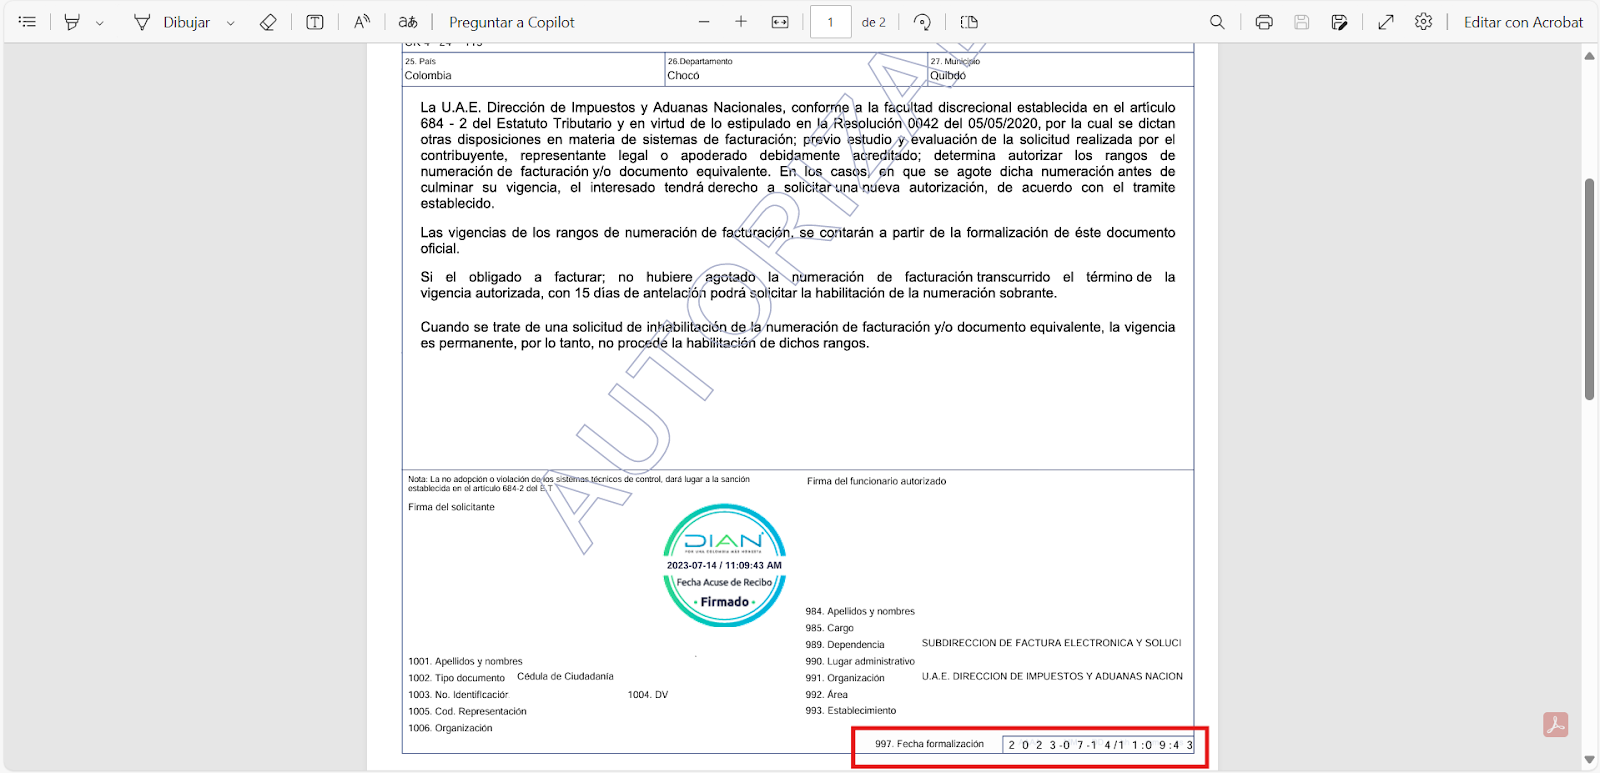 Dibujar
Preguntar a Copilot
1 de 2
Editar con Acrobat
25. País
26.Departamento
27. Municipio
Colombia
Chocó
Quibdó
La U.A.E. Dirección de Impuestos y Aduanas Nacionales, conforme a la facultad discrecional establecida en el artículo
684 - 2 del Estatuto Tributario y en virtud de lo estipulado en la Resolución 0042 del 05/05/2020, por la cual se dictan
otras disposiciones en materia de sistemas de facturación; previo estudio y evaluación de la solicitud realizada por el
contribuyente, representante legal o apoderado debidamente acreditado; determina autorizar los rangos de
numeración de facturación y/o documento equivalente. En los casos, en que se agote dicha numeración antes de
culminar su vigencia, el interesado tendrá derecho a solicitar una nueva autorización, de acuerdo con el tramite
establecido.
Las vigencias de los rangos de numeración de facturación, se contarán a partir de la formalización de éste documento
oficial.
Si el obligado a facturar; no hubiere agotado la numeración de facturación transcurrido el término de la
vigencia autorizada, con 15 días de antelación podrá solicitar la habilitación de la numeración sobrante.
Cuando se trate de una solicitud de inhabilitación de la numeración de facturación y/o documento equivalente, la vigencia
es permanente, por lo tanto, no procede la habilitación de dichos rangos.
AUTORIZA
Nota: La no adopción o violación de los sistemas técnicos de control, dará lugar a la sanción
establecida en el artículo 684-2 del E.T
Firma del solicitante
Firma del funcionario autorizado
DIAN
POR UNA COLOMBIA MÁS HONESTA
2023-07-14 / 11:09:43 AM
Fecha Acuse de Recibo
Firmado
984. Apellidos y nombres
985. Cargo
989. Dependencia SUBDIRECCION DE FACTURA ELECTRONICA Y SOLUCI
990. Lugar administrativo
991. Organización U.A.E. DIRECCION DE IMPUESTOS Y ADUANAS NACION
992. Área
993. Establecimiento
1001. Apellidos y nombres
1002. Tipo documento Cédula de Ciudadanía
1003. No. Identificación 1004. DV
1005. Cod. Representación
1006. Organización
997. Fecha formalización 2 0 2 3-0 7-1 4/1 1:0 9:4 3